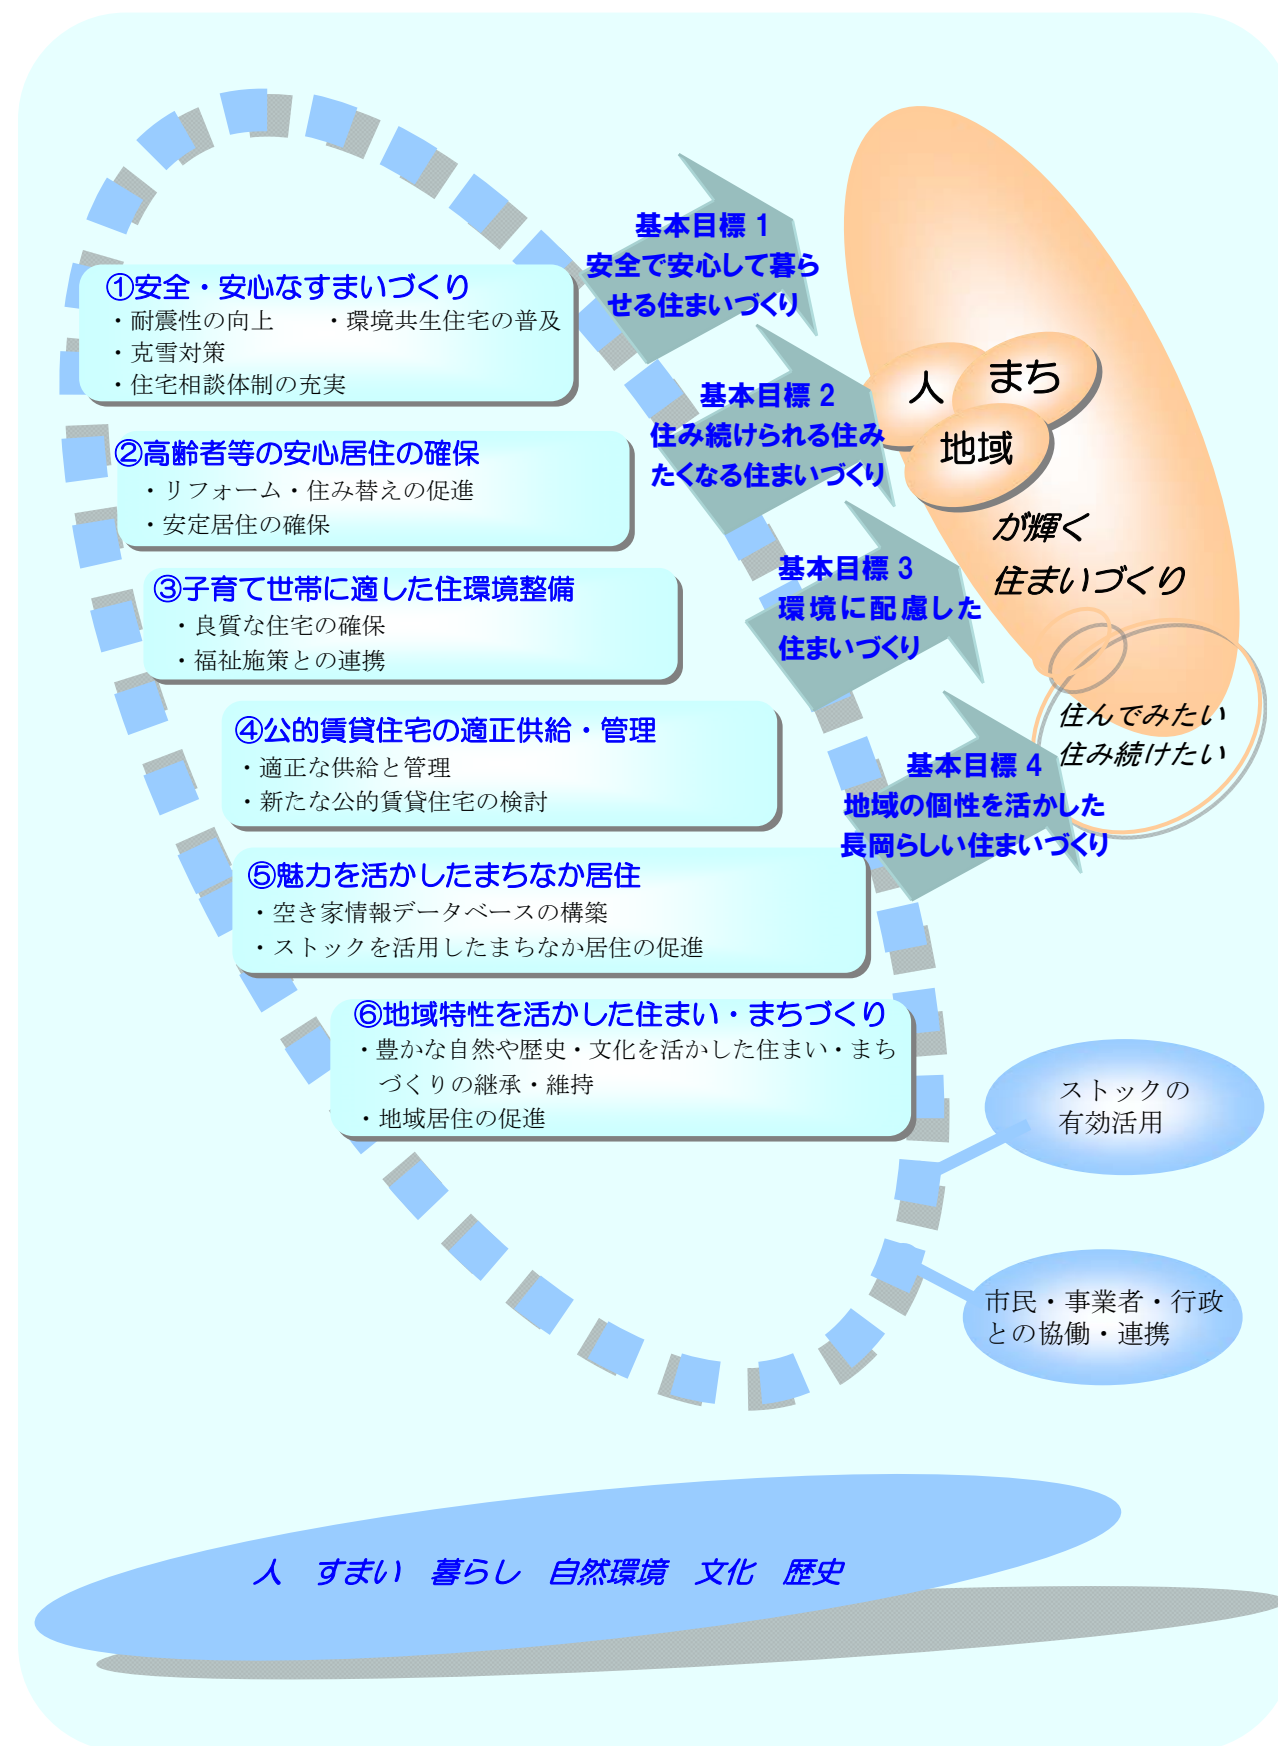 ①安全・安心なすまいづくり
・耐震性の向上　　・環境共生住宅の普及
・克雪対策
・住宅相談体制の充実
②高齢者等の安心居住の確保
・リフォーム・住み替えの促進
・安定居住の確保
③子育て世帯に適した住環境整備
・良質な住宅の確保
・福祉施策との連携
④公的賃貸住宅の適正供給・管理
・適正な供給と管理
・新たな公的賃貸住宅の検討
⑤魅力を活かしたまちなか居住
・空き家情報データベースの構築
・ストックを活用したまちなか居住の促進
⑥地域特性を活かした住まい・まちづくり
・豊かな自然や歴史・文化を活かした住まい・まち
づくりの継承・維持
・地域居住の促進
基本目標 1
安全で安心して暮ら
せる住まいづくり
基本目標 2
住み続けられる住み
たくなる住まいづくり
基本目標 3
環境に配慮した
住まいづくり
基本目標 4
地域の個性を活かした
長岡らしい住まいづくり
人
まち
地域
が輝く
住まいづくり
住んでみたい
住み続けたい
ストックの
有効活用
市民・事業者・行政
との協働・連携
人　すまい　暮らし　自然環境　文化　歴史